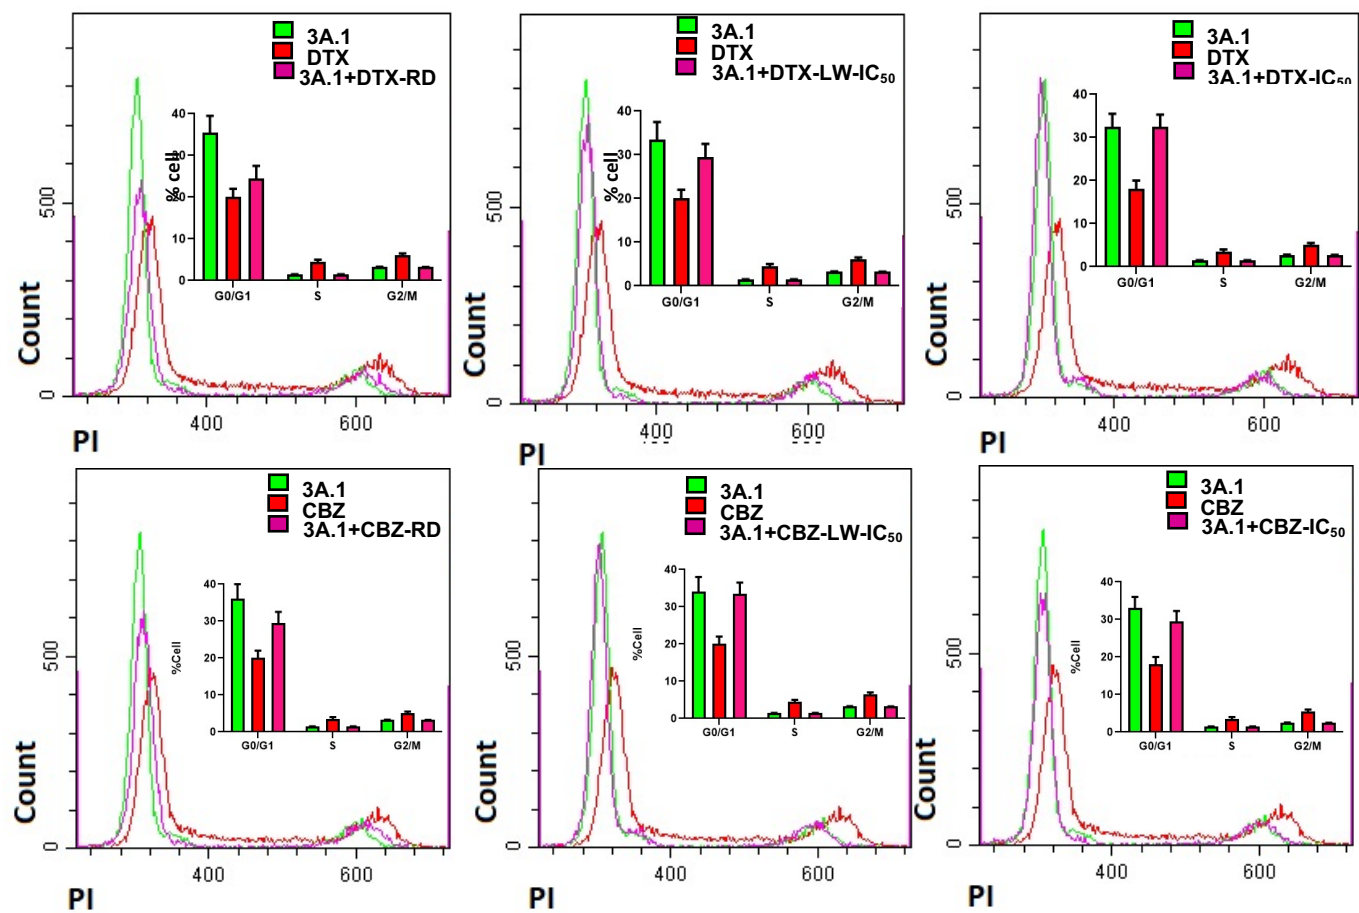 3A.1
DTX
3A.1+DTX-RD
40
30
20
10
0
% cell
G0/G1 S G2/M
500
0
Count
400 600
PI
3A.1
DTX
3A.1+DTX-LW-IC₅₀
40
30
20
10
0
% cell
G0/G1 S G2/M
500
0
Count
400 600
PI
3A.1
DTX
3A.1+DTX-IC₅₀
40
30
20
10
0
G0/G1 S G2/M
500
0
Count
400 600
PI
3A.1
CBZ
3A.1+CBZ-RD
40
30
20
10
0
%Cell
G0/G1 S G2/M
500
0
Count
400 600
PI
3A.1
CBZ
3A.1+CBZ-LW-IC₅₀
40
30
20
10
0
%Cell
G0/G1 S G2/M
500
0
Count
400 600
PI
3A.1
CBZ
3A.1+CBZ-IC₅₀
40
30
20
10
0
%Cell
G0/G1 S G2/M
500
0
Count
400 600
PI